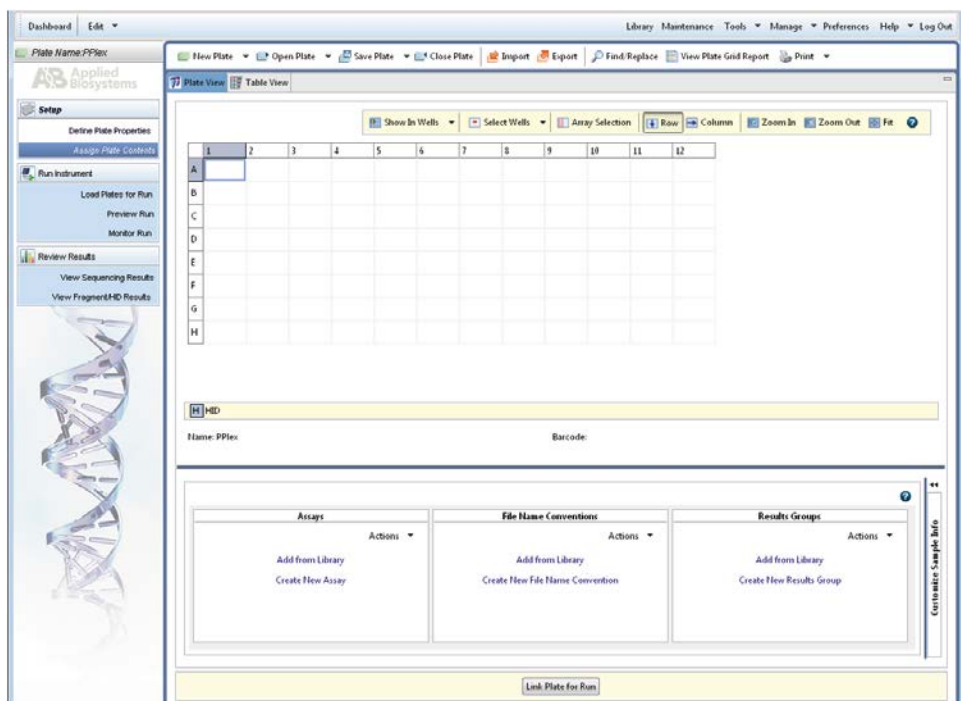 Dashboard Edit Library Maintenance Tools Manage Preferences Help Log Out
Plate Name:PPlex
New Plate Open Plate Save Plate Close Plate Import Export Find/Replace View Plate Grid Report Print
AB Applied Biosystems
Plate View Table View
Setup
Define Plate Properties
Assign Plate Contents
Run Instrument
Load Plates for Run
Preview Run
Monitor Run
Review Results
View Sequencing Results
View Fragment/HID Results
Show In Wells Select Wells Array Selection Row Column Zoom In Zoom Out Fit ?
1 2 3 4 5 6 7 8 9 10 11 12
A
B
C
D
E
F
G
H
H HID
Name: PPlex Barcode:
?
Assays File Name Conventions Results Groups
Actions Actions Actions
Add from Library Add from Library Add from Library
Create New Assay Create New File Name Convention Create New Results Group
Customize Sample Info
Link Plate for Run